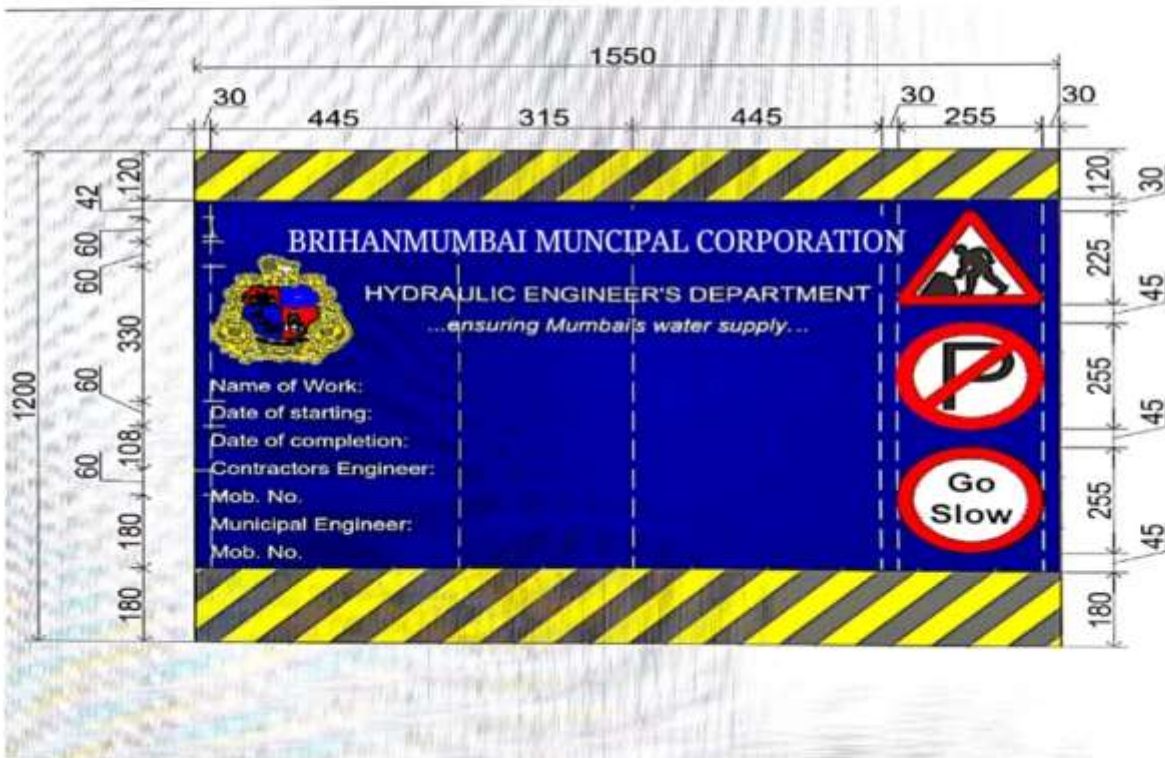 1550
30 445 315 445 30 255 30
BRIHANMUMBAI MUNCIPAL CORPORATION
HYDRAULIC ENGINEER'S DEPARTMENT
...ensuring Mumbai's water supply...
Name of Work:
Date of starting:
Date of completion:
Contractors Engineer:
Mob. No.
Municipal Engineer:
Mob. No.
P
Go
Slow
1200
120
42
60
60
330
60
108
60
180
180
120
30
225
45
255
45
255
45
180